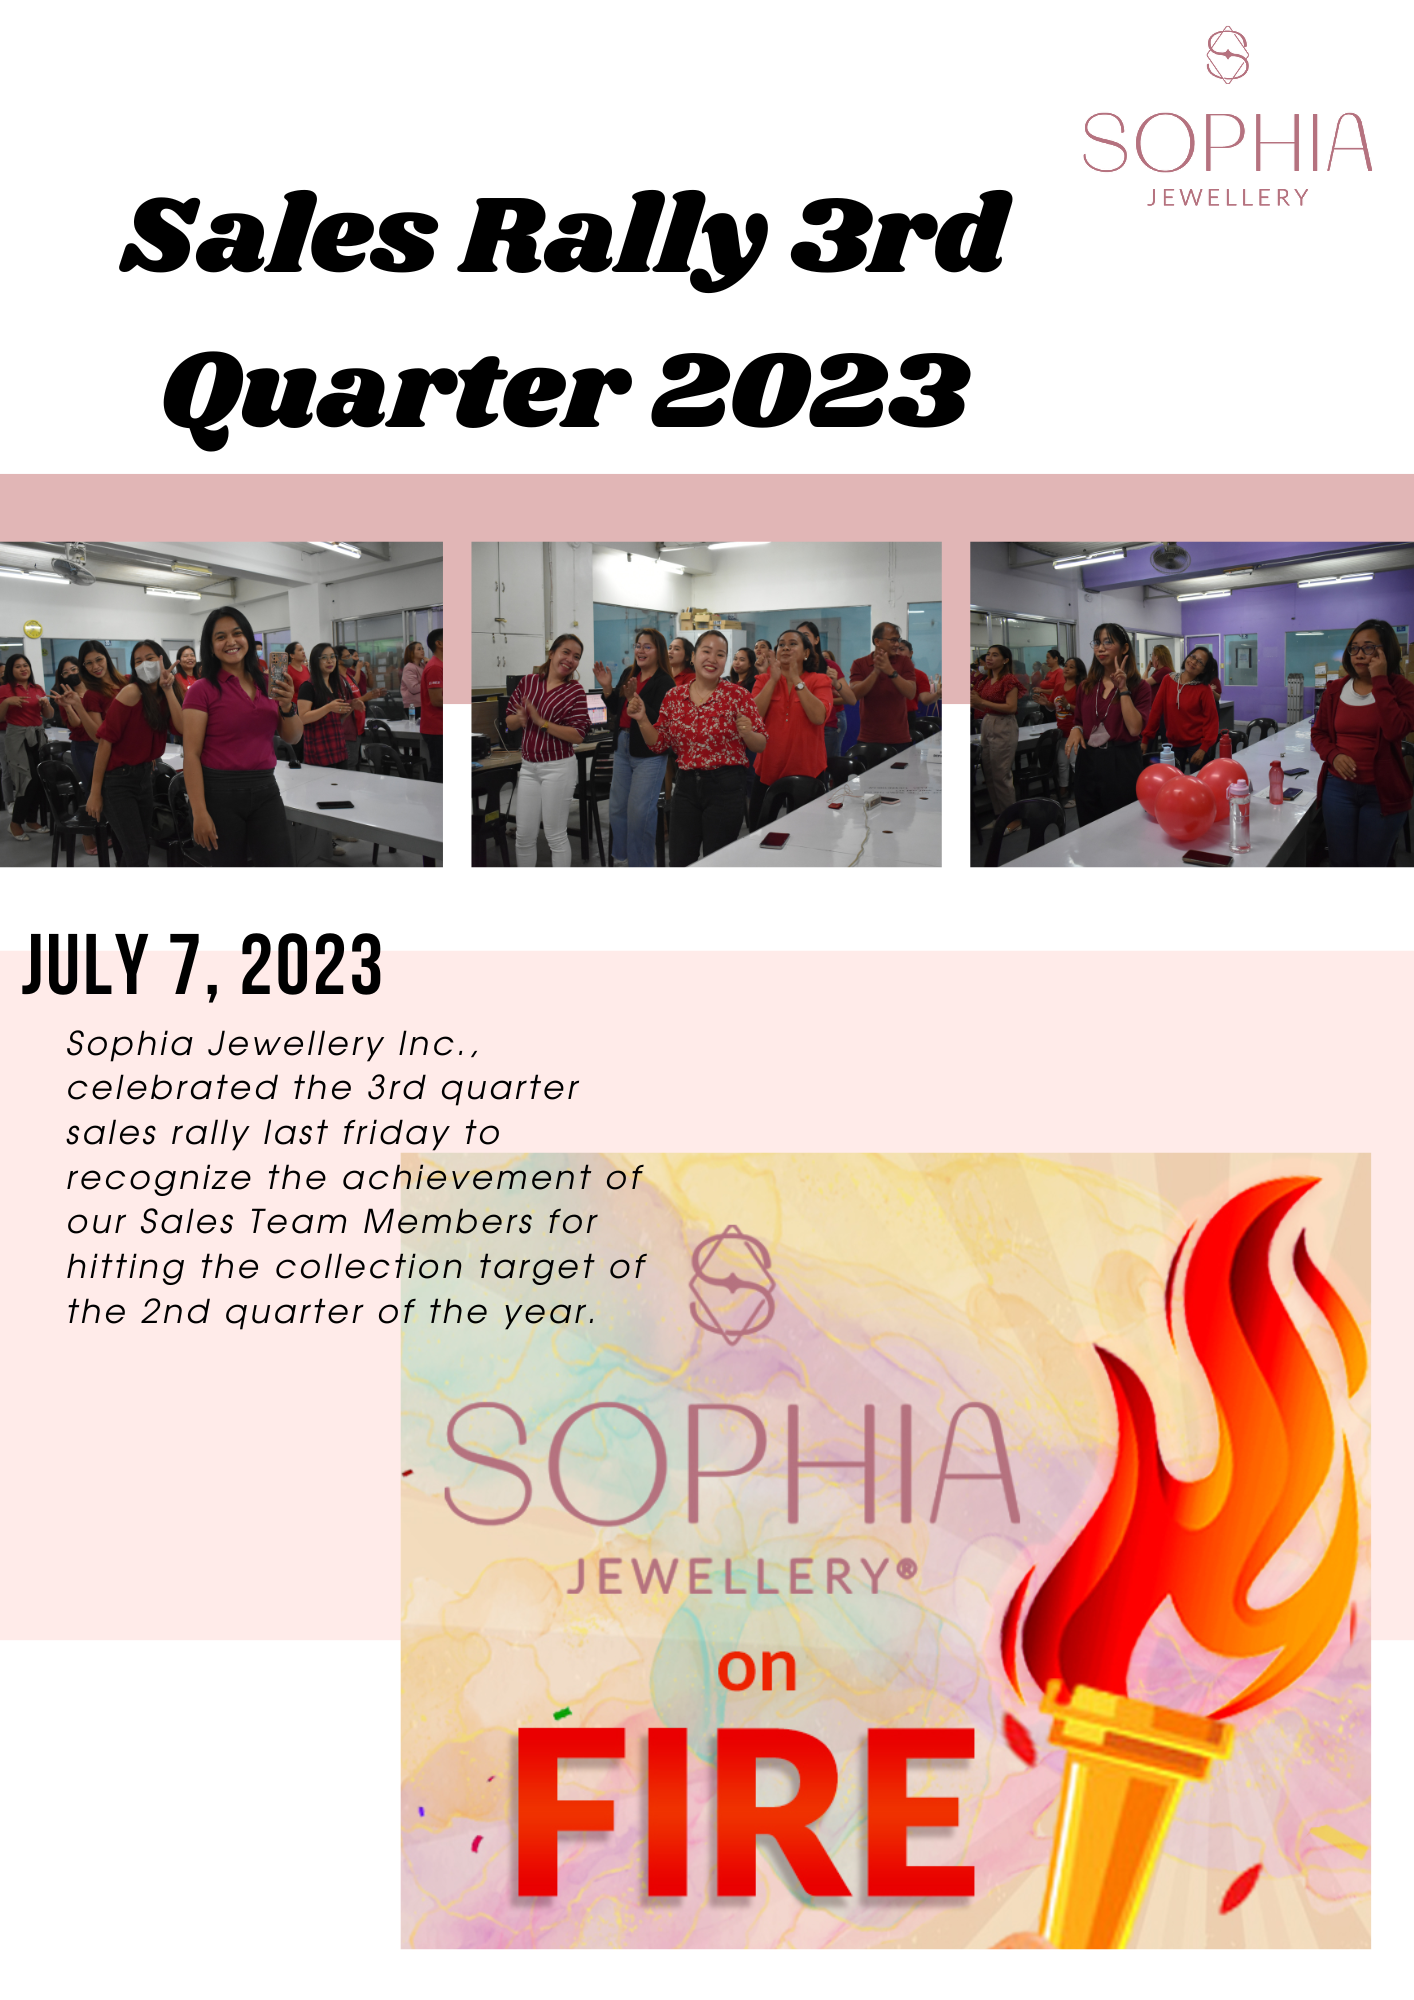 SOPHIA
JEWELLERY
Sales Rally 3rd
Quarter 2023
JULY 7, 2023
Sophia Jewellery Inc.,
celebrated the 3rd quarter
sales rally last friday to
recognize the achievement of
our Sales Team Members for
hitting the collection target of
the 2nd quarter of the year.
SOPHIA
JEWELLERY®
on
FIRE